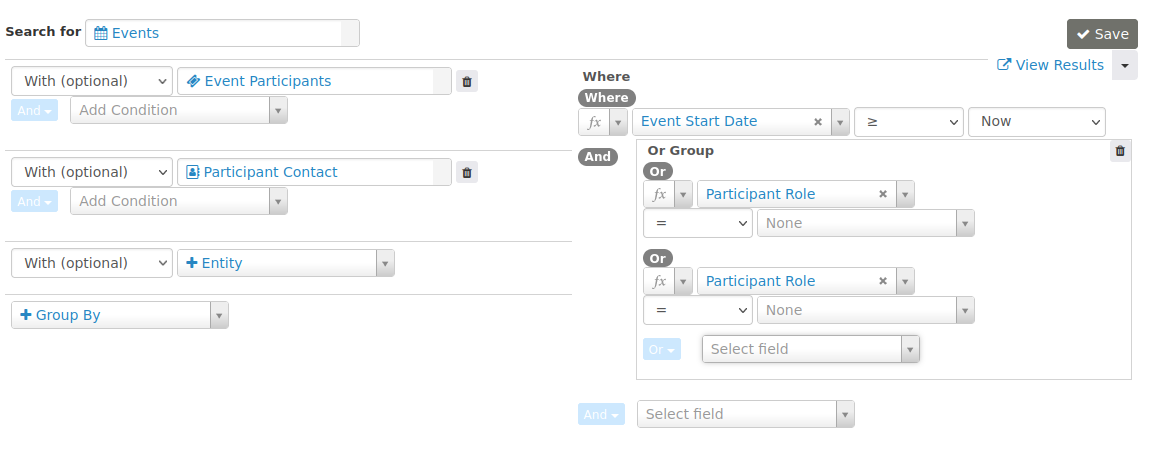 Search for Events
Save
View Results
With (optional) Event Participants
And Add Condition
With (optional) Participant Contact
And Add Condition
With (optional) + Entity
+ Group By
Where
Where
fx Event Start Date × ≥ Now
And
Or Group
Or
fx Participant Role ×
= None
Or
fx Participant Role ×
= None
Or Select field
And Select field